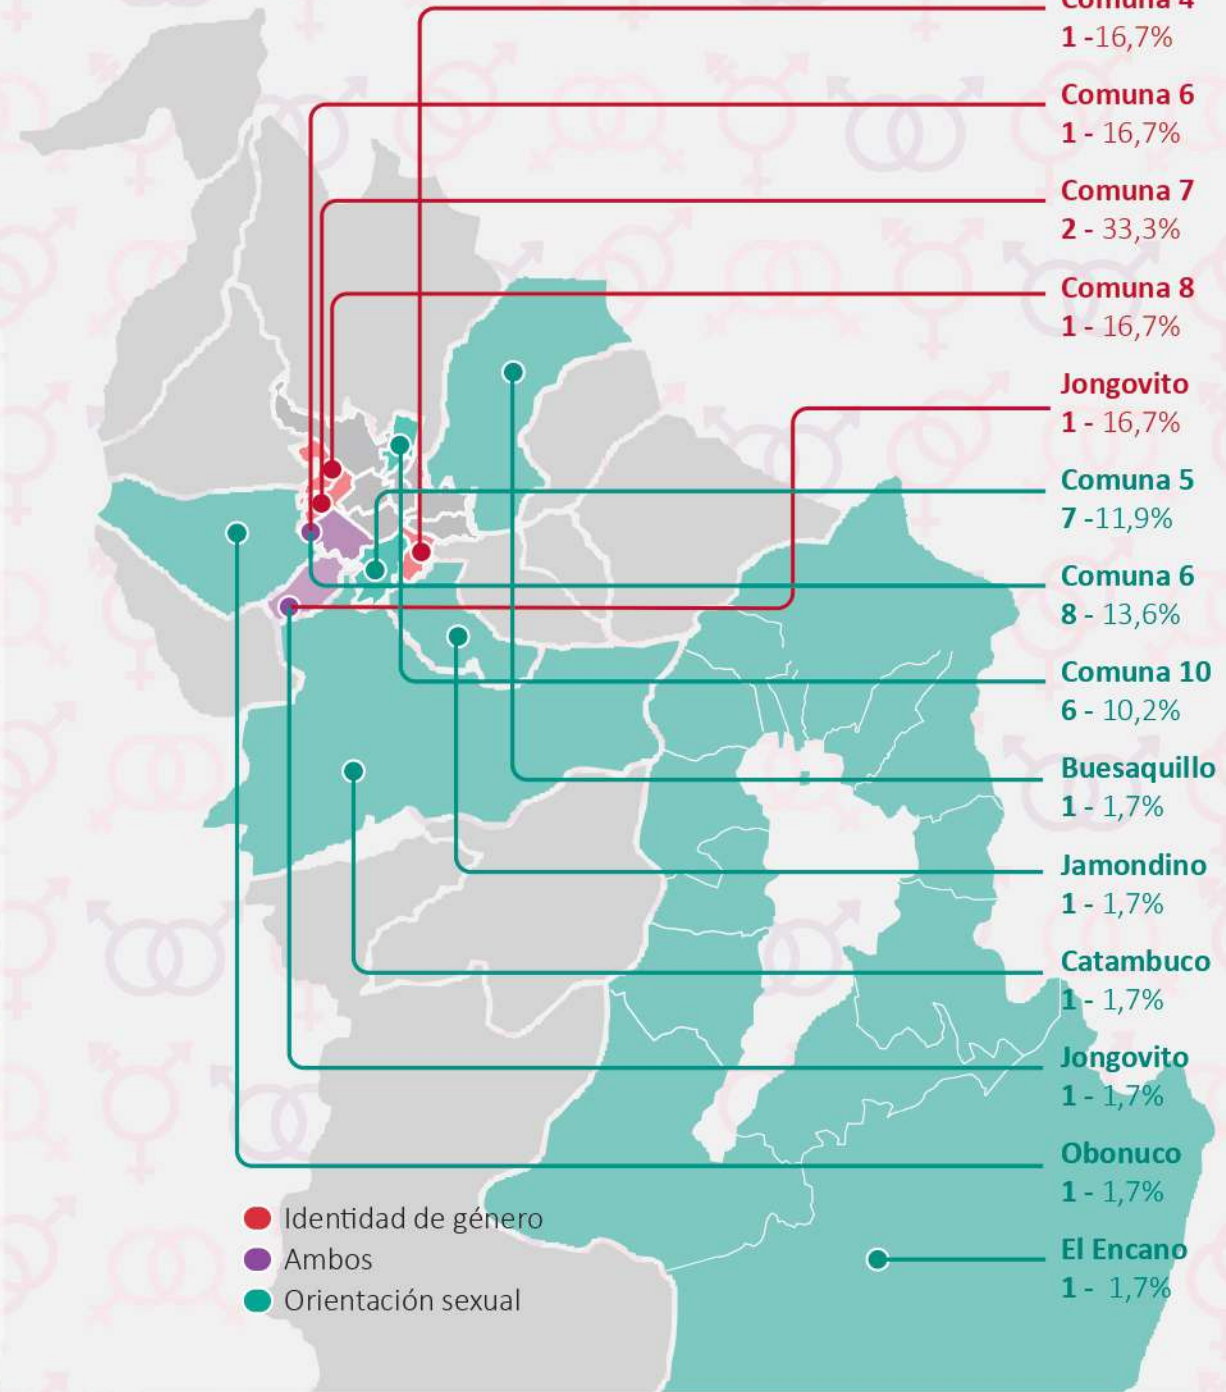 Comuna 4
1 -16,7%
Comuna 6
1 - 16,7%
Comuna 7
2 - 33,3%
Comuna 8
1 - 16,7%
Jongovito
1 - 16,7%
Comuna 5
7 -11,9%
Comuna 6
8 - 13,6%
Comuna 10
6 - 10,2%
Buesaquillo
1 - 1,7%
Jamondino
1 - 1,7%
Catambuco
1 - 1,7%
Jongovito
1 - 1,7%
Obonuco
1 - 1,7%
El Encano
1 - 1,7%
Identidad de género
Ambos
Orientación sexual